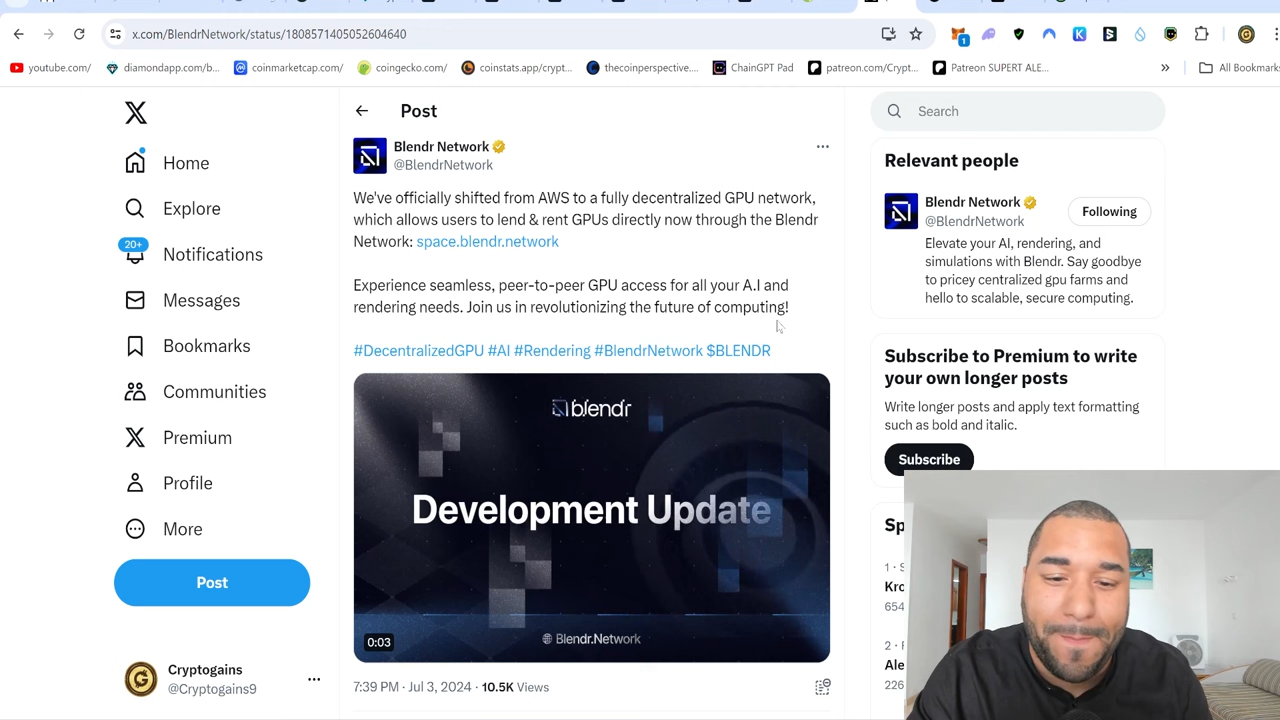 x.com/BlendrNetwork/status/1808571405052604640
youtube.com/
diamondapp.com/b...
coinmarketcap.com/
coingecko.com/
coinstats.app/crypt...
thecoinperspective....
ChainGPT Pad
patreon.com/Crypt...
Patreon SUPERT ALE...
»
All Bookmarks
1
Home
Explore
20+
Notifications
Messages
Bookmarks
Communities
Premium
Profile
More
Post
Cryptogains
@Cryptogains9
Post
Blendr Network
@BlendrNetwork
We've officially shifted from AWS to a fully decentralized GPU network,
which allows users to lend & rent GPUs directly now through the Blendr
Network: space.blendr.network
Experience seamless, peer-to-peer GPU access for all your A.I and
rendering needs. Join us in revolutionizing the future of computing!
#DecentralizedGPU #AI #Rendering #BlendrNetwork $BLENDR
blendr
Development Update
0:03
Blendr.Network
7:39 PM · Jul 3, 2024 · 10.5K Views
Search
Relevant people
Blendr Network
@BlendrNetwork
Following
Elevate your AI, rendering, and
simulations with Blendr. Say goodbye
to pricey centralized gpu farms and
hello to scalable, secure computing.
Subscribe to Premium to write
your own longer posts
Write longer posts and apply text formatting
such as bold and italic.
Subscribe
Sp
1 · S
Kro
654
2 ·
Ale
226